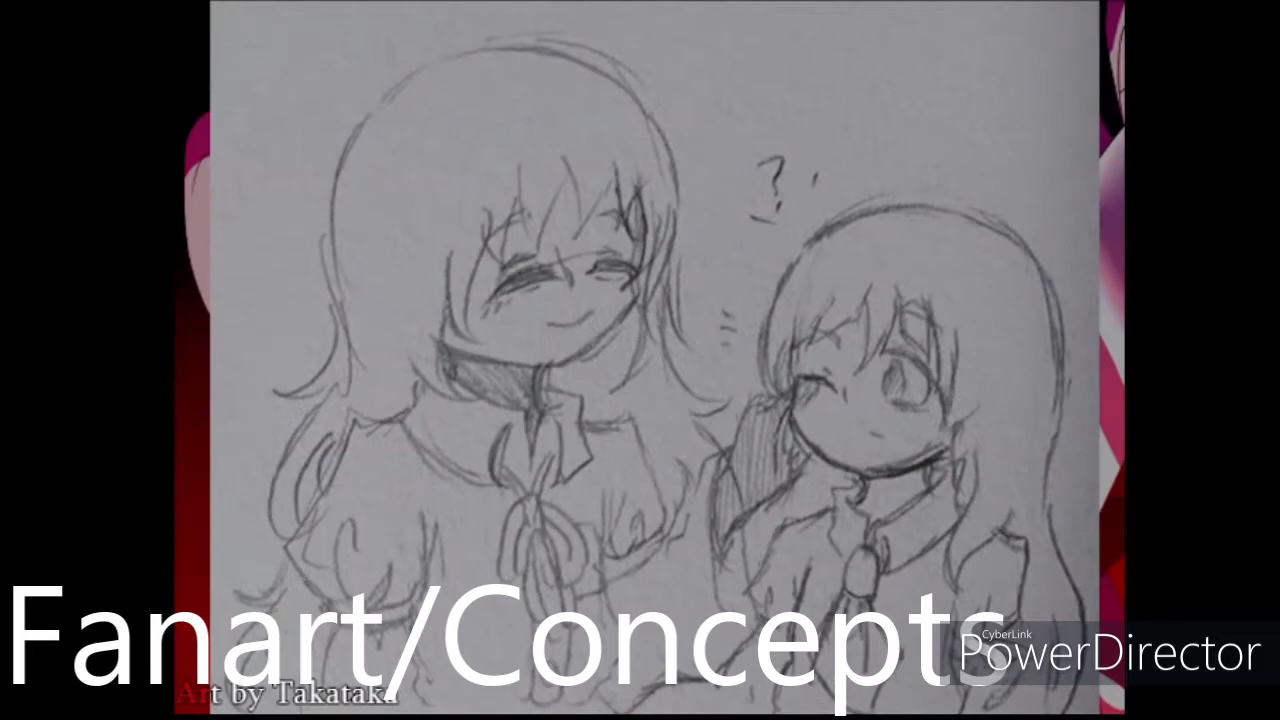 ?
Fanart/Concepts
CyberLink
PowerDirector
Art by Takataka